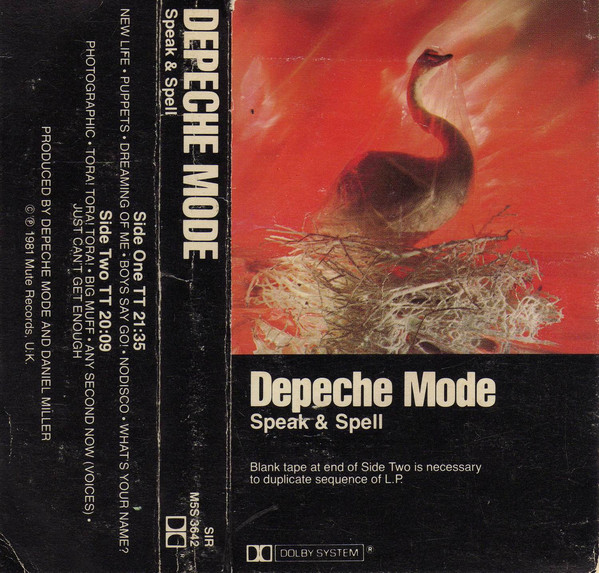 Depeche Mode
Speak & Spell
Blank tape at end of Side Two is necessary
to duplicate sequence of L.P.
DOLBY SYSTEM ®
DEPECHE MODE
Speak & Spell
SIR
M5S 3642
Side One TT 21:35
NEW LIFE • PUPPETS • DREAMING OF ME • BOYS SAY GO! • NODISCO • WHAT'S YOUR NAME?
Side Two TT 20:09
PHOTOGRAPHIC • TORA! TORA! TORA! • BIG MUFF • ANY SECOND NOW (VOICES) •
JUST CAN'T GET ENOUGH
PRODUCED BY DEPECHE MODE AND DANIEL MILLER
©℗ 1981 Mute Records, U.K.